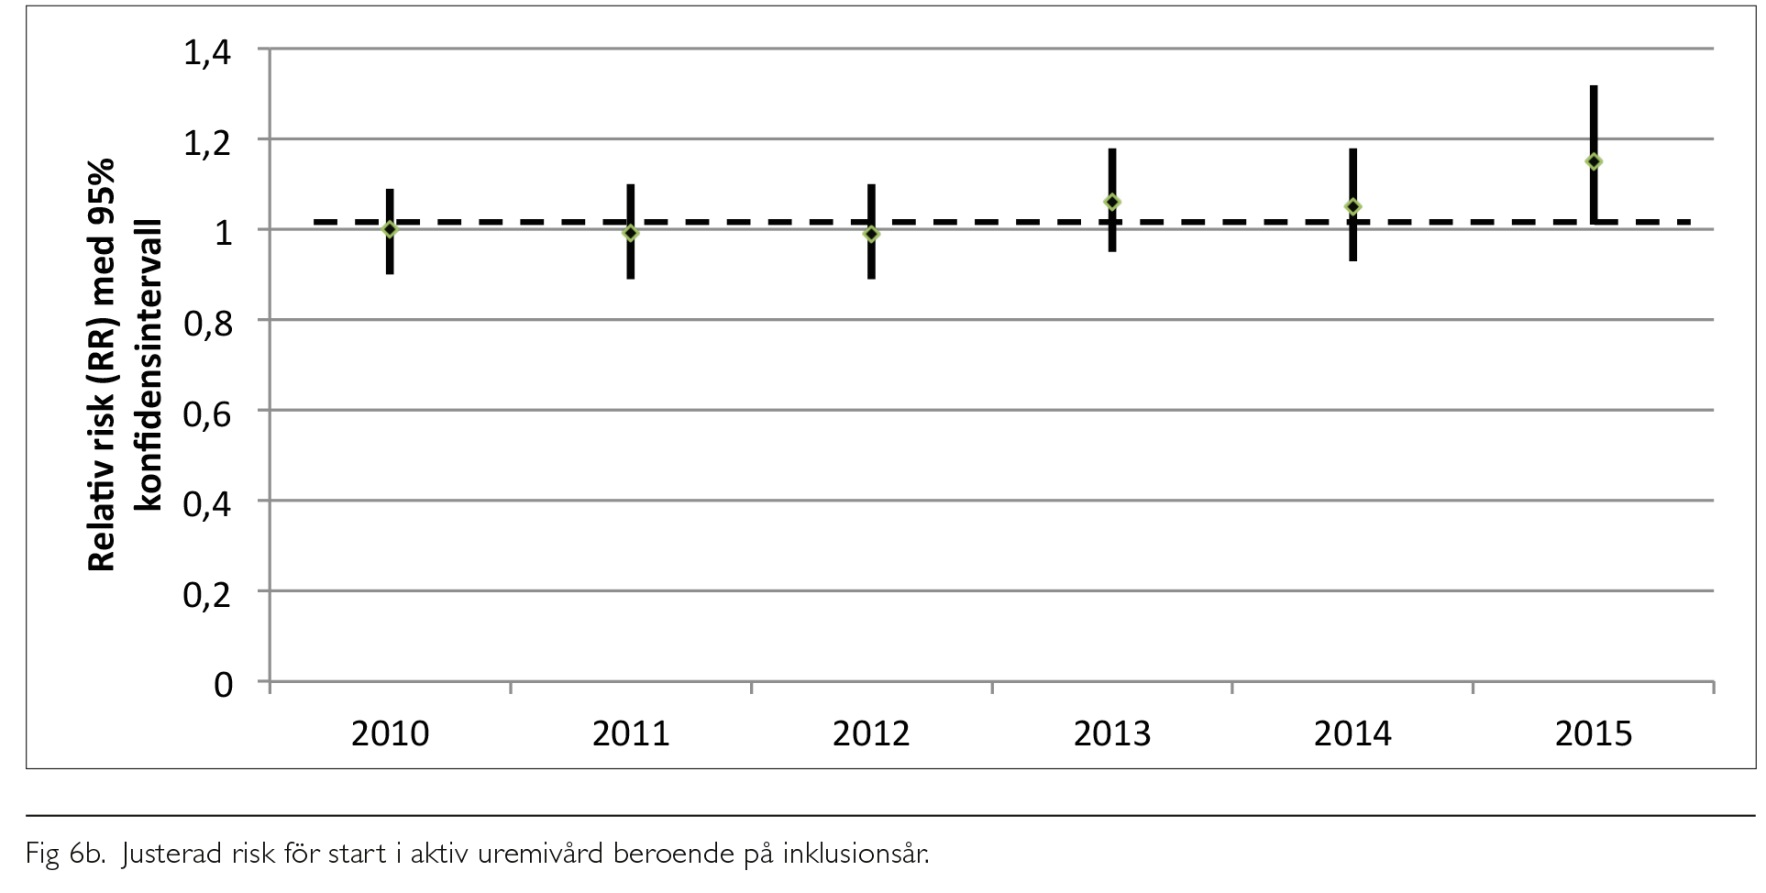 1,4
1,2
1
0,8
0,6
0,4
0,2
0
Relativ risk (RR) med 95%
konfidensintervall
2010 2011 2012 2013 2014 2015
Fig 6b. Justerad risk för start i aktiv uremivård beroende på inklusionsår.